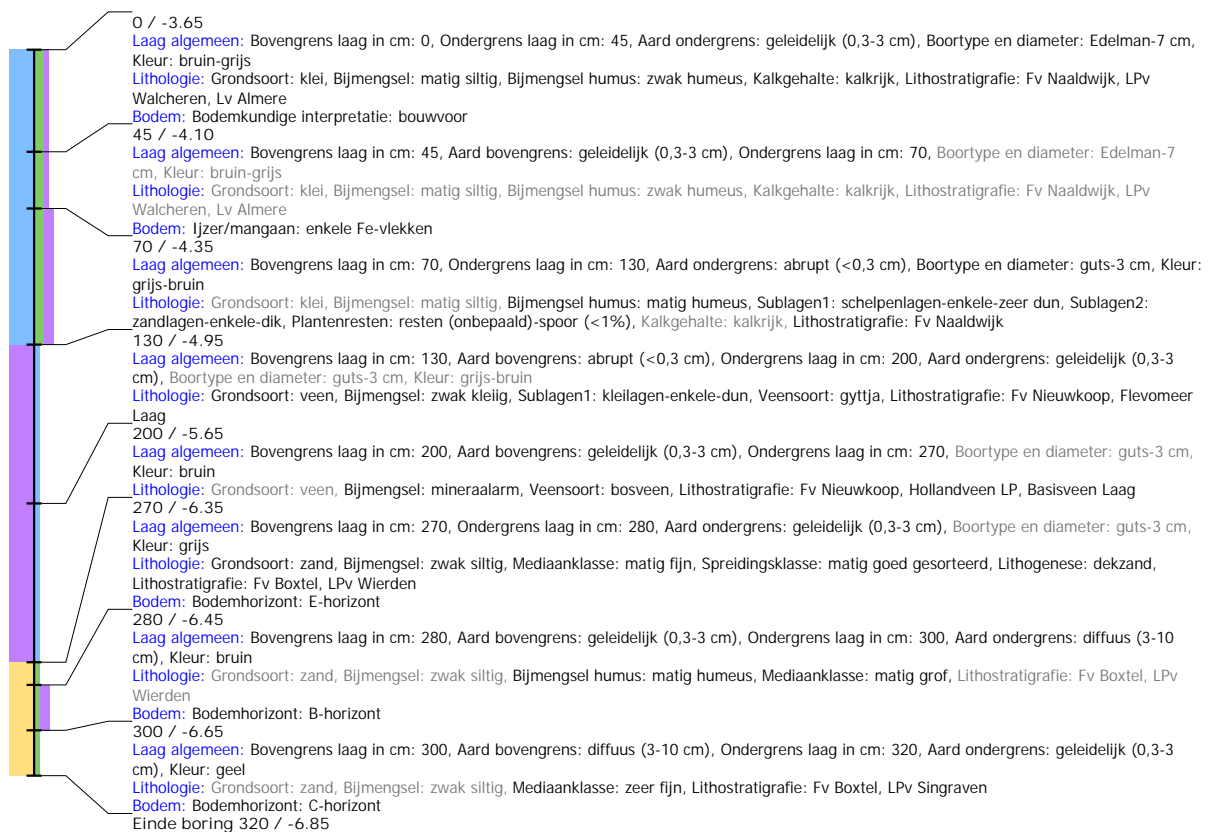 0 / -3.65
Laag algemeen: Bovengrens laag in cm: 0, Ondergrens laag in cm: 45, Aard ondergrens: geleidelijk (0,3-3 cm), Boortype en diameter: Edelman-7 cm,
Kleur: bruin-grijs
Lithologie: Grondsoort: klei, Bijmengsel: matig siltig, Bijmengsel humus: zwak humeus, Kalkgehalte: kalkrijk, Lithostratigrafie: Fv Naaldwijk, LPv
Walcheren, Lv Almere
Bodem: Bodemkundige interpretatie: bouwvoor
45 / -4.10
Laag algemeen: Bovengrens laag in cm: 45, Aard bovengrens: geleidelijk (0,3-3 cm), Ondergrens laag in cm: 70, Boortype en diameter: Edelman-7
cm, Kleur: bruin-grijs
Lithologie: Grondsoort: klei, Bijmengsel: matig siltig, Bijmengsel humus: zwak humeus, Kalkgehalte: kalkrijk, Lithostratigrafie: Fv Naaldwijk, LPv
Walcheren, Lv Almere
Bodem: Ijzer/mangaan: enkele Fe-vlekken
70 / -4.35
Laag algemeen: Bovengrens laag in cm: 70, Ondergrens laag in cm: 130, Aard ondergrens: abrupt (<0,3 cm), Boortype en diameter: guts-3 cm, Kleur:
grijs-bruin
Lithologie: Grondsoort: klei, Bijmengsel: matig siltig, Bijmengsel humus: matig humeus, Sublagen1: schelpenlagen-enkele-zeer dun, Sublagen2:
zandlagen-enkele-dik, Plantenresten: resten (onbepaald)-spoor (<1%), Kalkgehalte: kalkrijk, Lithostratigrafie: Fv Naaldwijk
130 / -4.95
Laag algemeen: Bovengrens laag in cm: 130, Aard bovengrens: abrupt (<0,3 cm), Ondergrens laag in cm: 200, Aard ondergrens: geleidelijk (0,3-3
cm), Boortype en diameter: guts-3 cm, Kleur: grijs-bruin
Lithologie: Grondsoort: veen, Bijmengsel: zwak kleiig, Sublagen1: kleilagen-enkele-dun, Veensoort: gyttja, Lithostratigrafie: Fv Nieuwkoop, Flevomeer
Laag
200 / -5.65
Laag algemeen: Bovengrens laag in cm: 200, Aard bovengrens: geleidelijk (0,3-3 cm), Ondergrens laag in cm: 270, Boortype en diameter: guts-3 cm,
Kleur: bruin
Lithologie: Grondsoort: veen, Bijmengsel: mineraalarm, Veensoort: bosveen, Lithostratigrafie: Fv Nieuwkoop, Hollandveen LP, Basisveen Laag
270 / -6.35
Laag algemeen: Bovengrens laag in cm: 270, Ondergrens laag in cm: 280, Aard ondergrens: geleidelijk (0,3-3 cm), Boortype en diameter: guts-3 cm,
Kleur: grijs
Lithologie: Grondsoort: zand, Bijmengsel: zwak siltig, Mediaanklasse: matig fijn, Spreidingsklasse: matig goed gesorteerd, Lithogenese: dekzand,
Lithostratigrafie: Fv Boxtel, LPv Wierden
Bodem: Bodemhorizont: E-horizont
280 / -6.45
Laag algemeen: Bovengrens laag in cm: 280, Aard bovengrens: geleidelijk (0,3-3 cm), Ondergrens laag in cm: 300, Aard ondergrens: diffuus (3-10
cm), Kleur: bruin
Lithologie: Grondsoort: zand, Bijmengsel: zwak siltig, Bijmengsel humus: matig humeus, Mediaanklasse: matig grof, Lithostratigrafie: Fv Boxtel, LPv
Wierden
Bodem: Bodemhorizont: B-horizont
300 / -6.65
Laag algemeen: Bovengrens laag in cm: 300, Aard bovengrens: diffuus (3-10 cm), Ondergrens laag in cm: 320, Aard ondergrens: geleidelijk (0,3-3
cm), Kleur: geel
Lithologie: Grondsoort: zand, Bijmengsel: zwak siltig, Mediaanklasse: zeer fijn, Lithostratigrafie: Fv Boxtel, LPv Singraven
Bodem: Bodemhorizont: C-horizont
Einde boring 320 / -6.85